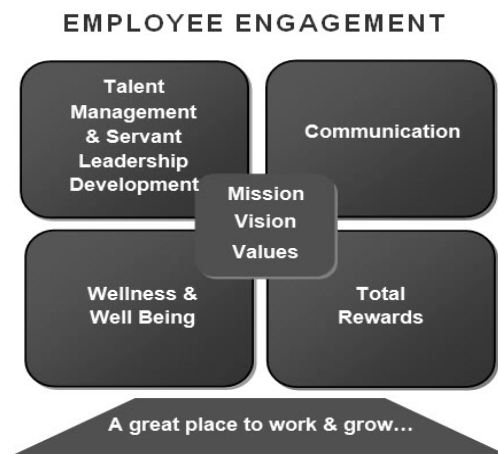 EMPLOYEE ENGAGEMENT
Talent
Management
& Servant
Leadership
Development
Communication
Mission
Vision
Values
Wellness &
Well Being
Total
Rewards
A great place to work & grow...